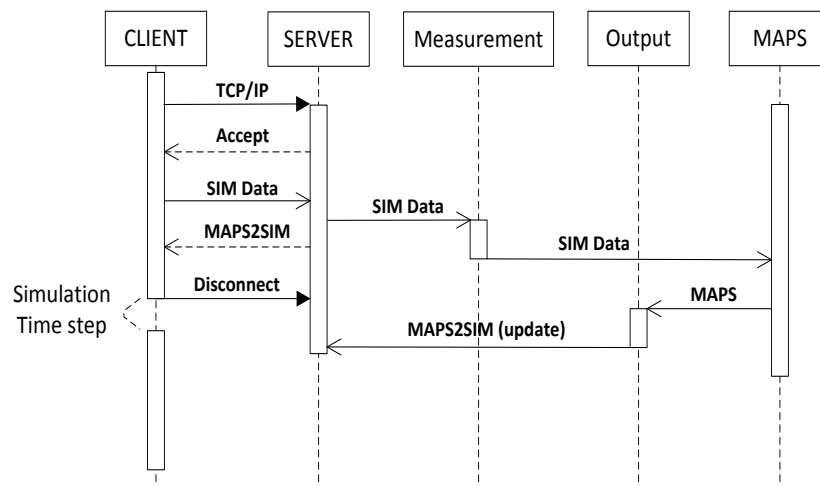 CLIENT
SERVER
Measurement
Output
MAPS
TCP/IP
Accept
SIM Data
SIM Data
MAPS2SIM
SIM Data
Disconnect
Simulation
Time step
MAPS
MAPS2SIM (update)